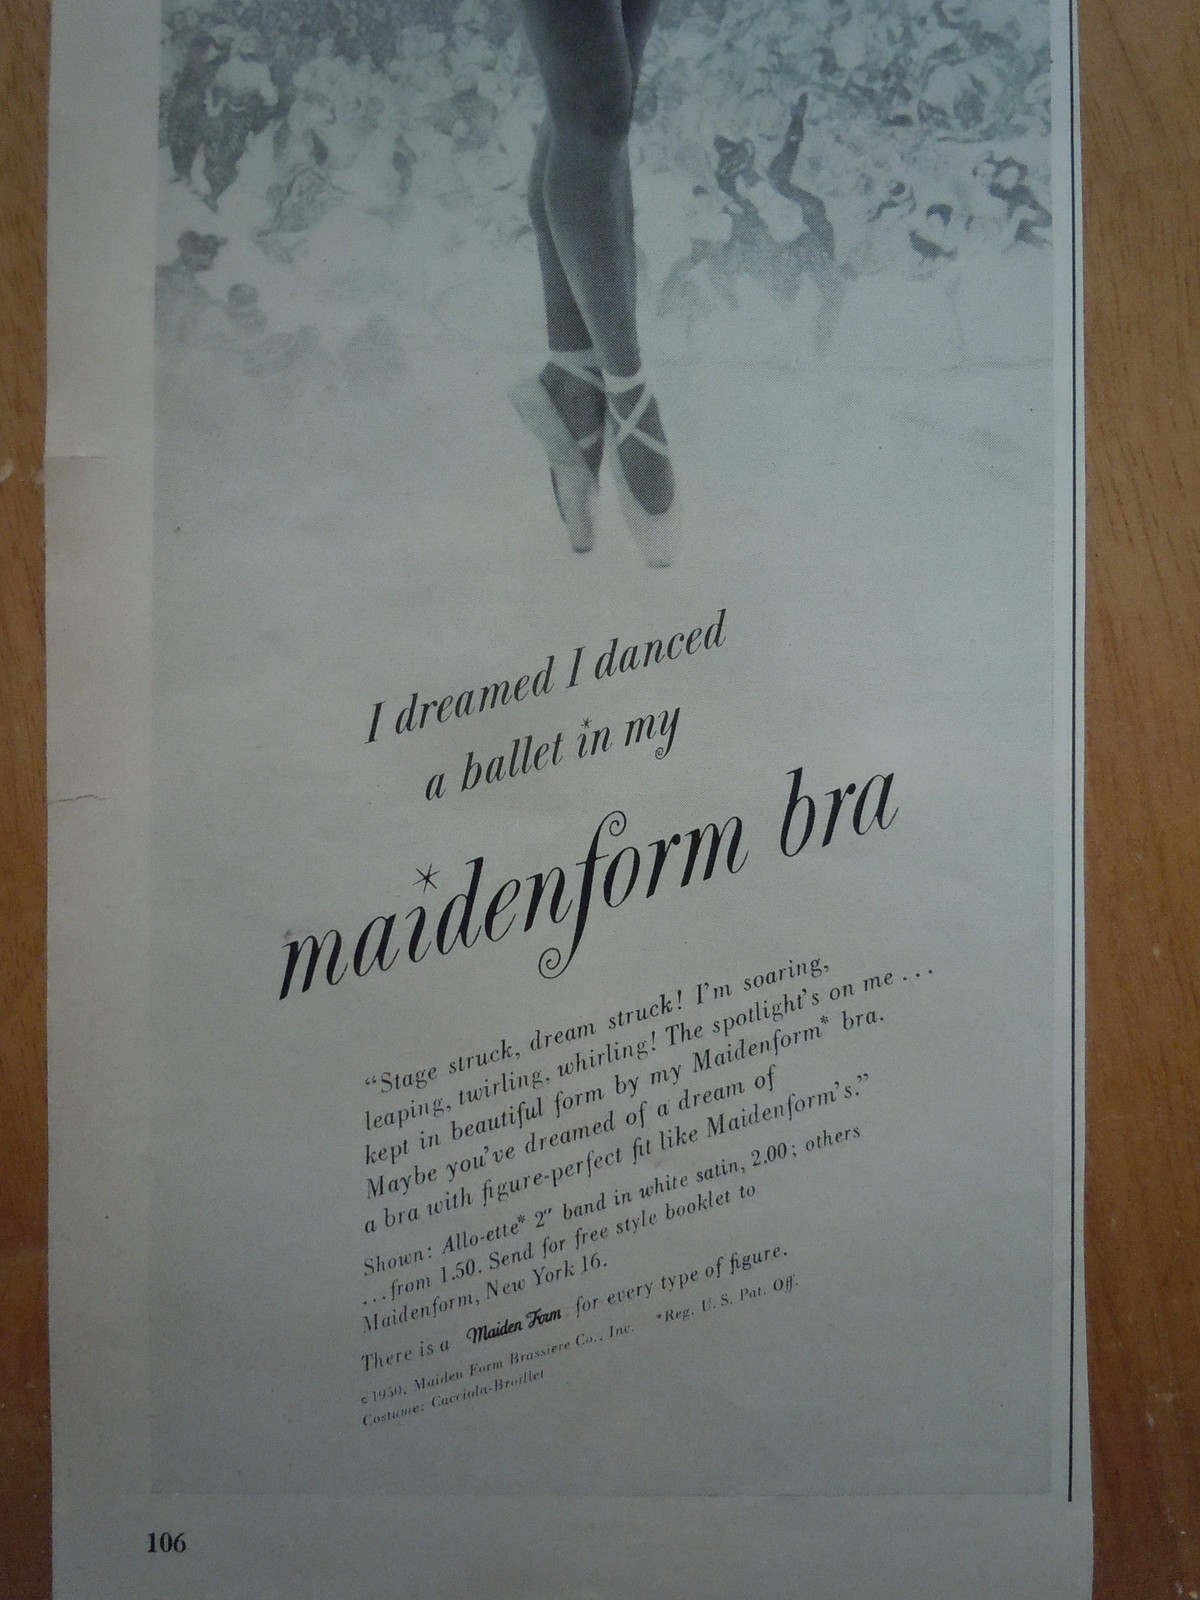 I dreamed I danced
a ballet in my
maidenform bra
“Stage struck, dream struck! I'm soaring,
leaping, twirling, whirling! The spotlight's on me . . .
kept in beautiful form by my Maidenform* bra.
Maybe you've dreamed of a dream of
a bra with figure-perfect fit like Maidenform's.”
Shown: Allo-ette* 2" band in white satin, 2.00; others
. . . from 1.50. Send for free style booklet to
Maidenform, New York 16.
There is a Maiden Form for every type of figure.
c 1950, Maiden Form Brassiere Co., Inc. *Reg. U. S. Pat. Off.
Costume: Cacciola-Broillet
106